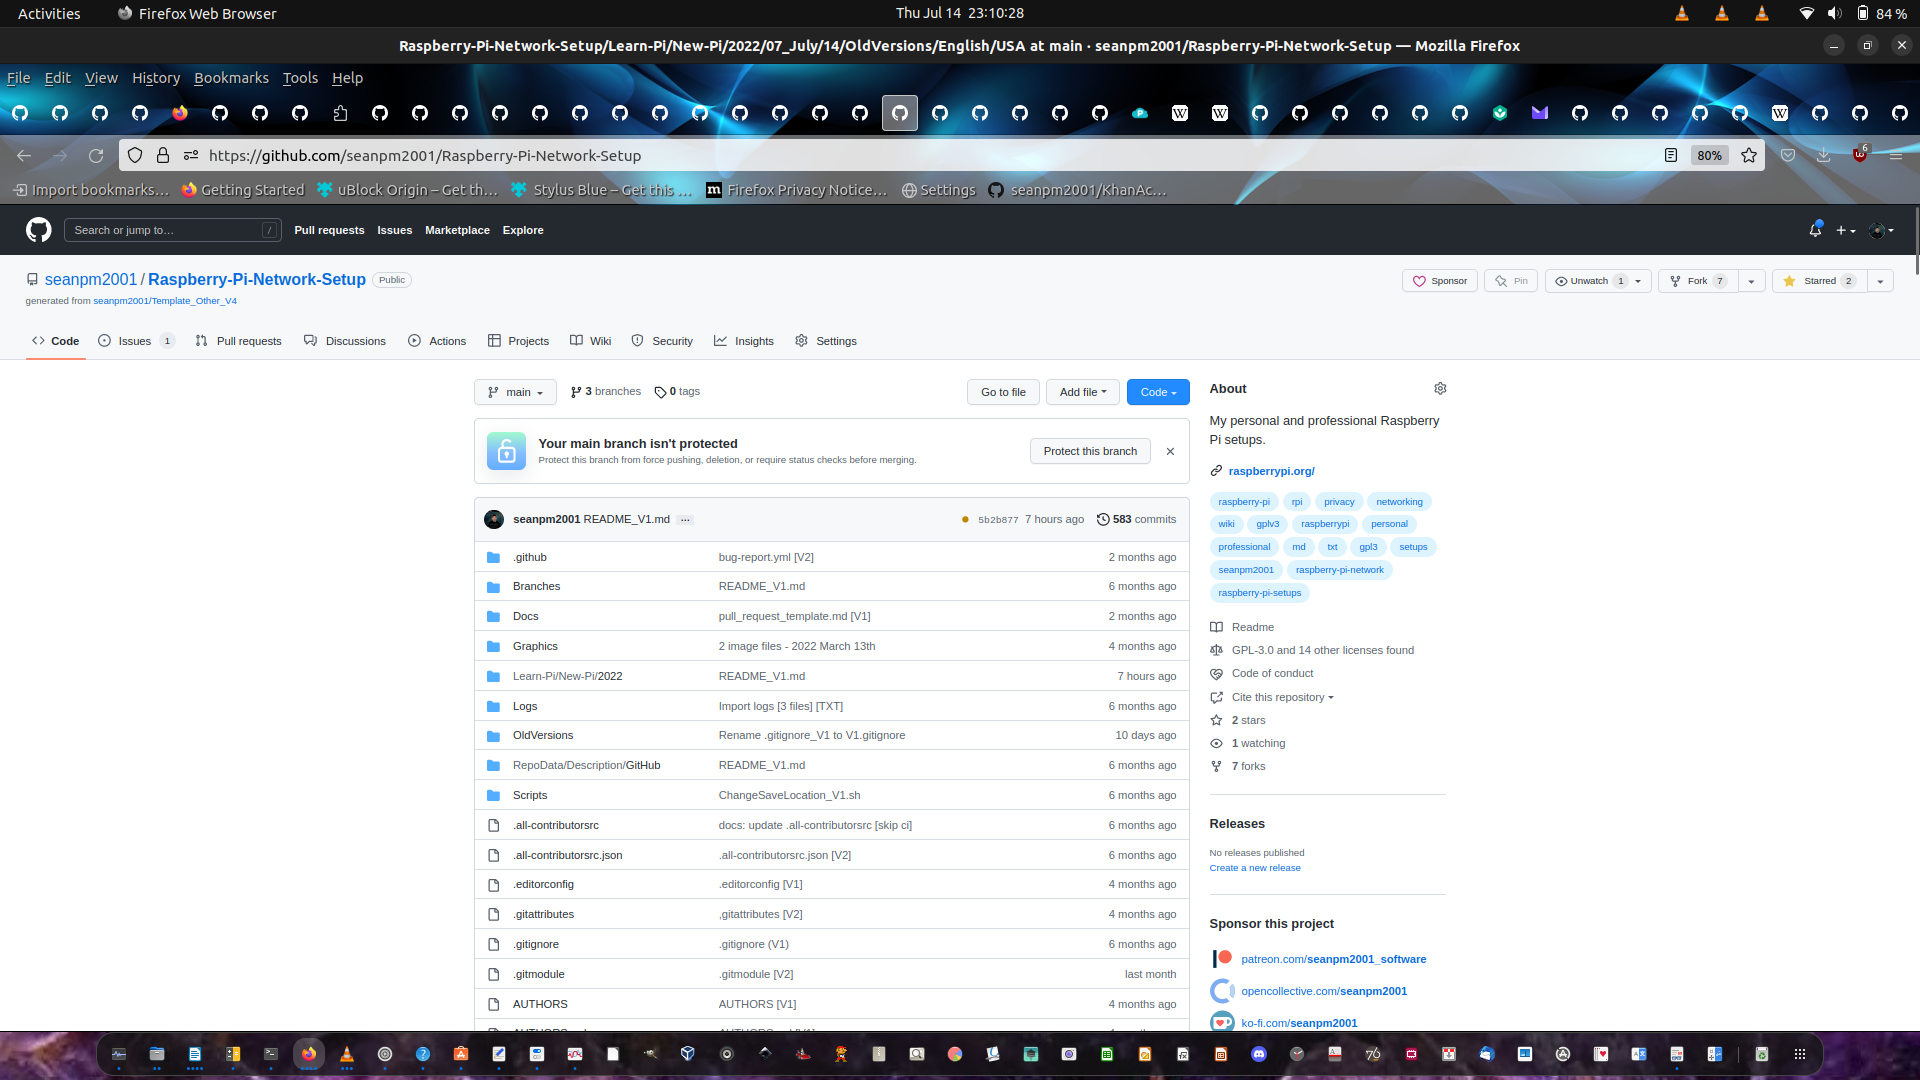 Activities
Firefox Web Browser
Thu Jul 14 23:10:28
84 %
Raspberry-Pi-Network-Setup/Learn-Pi/New-Pi/2022/07_July/14/OldVersions/English/USA at main · seanpm2001/Raspberry-Pi-Network-Setup — Mozilla Firefox
File Edit View History Bookmarks Tools Help
https://github.com/seanpm2001/Raspberry-Pi-Network-Setup
80%
6
Import bookmarks… Getting Started uBlock Origin – Get th… Stylus Blue – Get this … Firefox Privacy Notice… Settings seanpm2001/KhanAc…
Search or jump to… /
Pull requests Issues Marketplace Explore
seanpm2001 / Raspberry-Pi-Network-Setup Public
Sponsor Pin Unwatch 1 Fork 7 Starred 2
generated from seanpm2001/Template_Other_V4
Code Issues 1 Pull requests Discussions Actions Projects Wiki Security Insights Settings
main 3 branches 0 tags Go to file Add file Code
Your main branch isn't protected
Protect this branch from force pushing, deletion, or require status checks before merging.
Protect this branch
seanpm2001 README_V1.md … 5b2b877 7 hours ago 583 commits
.github bug-report.yml [V2] 2 months ago
Branches README_V1.md 6 months ago
Docs pull_request_template.md [V1] 2 months ago
Graphics 2 image files - 2022 March 13th 4 months ago
Learn-Pi/New-Pi/2022 README_V1.md 7 hours ago
Logs Import logs [3 files] [TXT] 6 months ago
OldVersions Rename .gitignore_V1 to V1.gitignore 10 days ago
RepoData/Description/GitHub README_V1.md 6 months ago
Scripts ChangeSaveLocation_V1.sh 6 months ago
.all-contributorsrc docs: update .all-contributorsrc [skip ci] 6 months ago
.all-contributorsrc.json .all-contributorsrc.json [V2] 6 months ago
.editorconfig .editorconfig [V1] 4 months ago
.gitattributes ,gitattributes [V2] 4 months ago
.gitignore .gitignore (V1) 6 months ago
.gitmodule .gitmodule [V2] last month
AUTHORS AUTHORS [V1] 4 months ago
About
My personal and professional Raspberry
Pi setups.
raspberrypi.org/
raspberry-pi rpi privacy networking
wiki gplv3 raspberrypi personal
professional md txt gpl3 setups
seanpm2001 raspberry-pi-network
raspberry-pi-setups
Readme
GPL-3.0 and 14 other licenses found
Code of conduct
Cite this repository
2 stars
1 watching
7 forks
Releases
No releases published
Create a new release
Sponsor this project
patreon.com/seanpm2001_software
opencollective.com/seanpm2001
ko-fi.com/seanpm2001